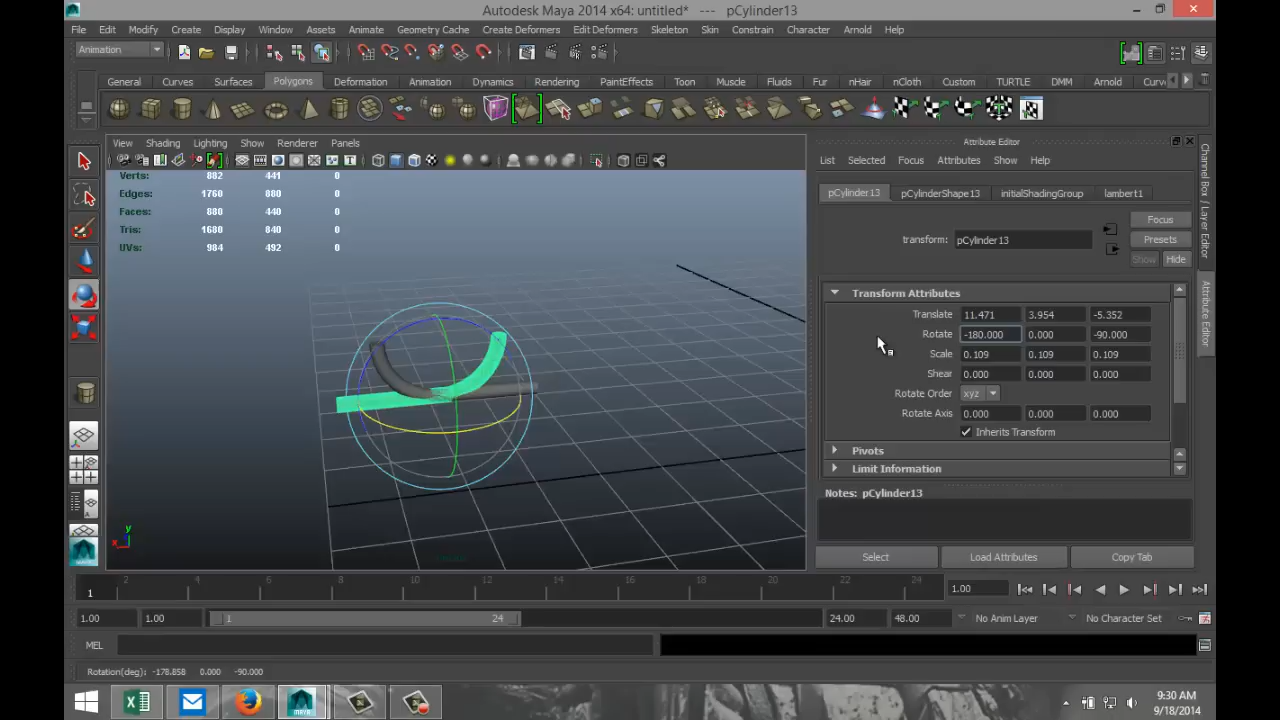 Autodesk Maya 2014 x64: untitled* --- pCylinder13
File Edit Modify Create Display Window Assets Animate Geometry Cache Create Deformers Edit Deformers Skeleton Skin Constrain Character Arnold Help
Animation
General Curves Surfaces Polygons Deformation Animation Dynamics Rendering PaintEffects Toon Muscle Fluids Fur nHair nCloth Custom TURTLE DMM Arnold Curv
View Shading Lighting Show Renderer Panels
Verts: 882 441 0
Edges: 1760 880 0
Faces: 880 440 0
Tris: 1680 840 0
UVs: 984 492 0
y
x
Attribute Editor
List Selected Focus Attributes Show Help
pCylinder13 pCylinderShape13 initialShadingGroup lambert1
Focus
transform: pCylinder13
Presets
Show Hide
Transform Attributes
Translate 11.471 3.954 -5.352
Rotate -180.000 0.000 -90.000
Scale 0.109 0.109 0.109
Shear 0.000 0.000 0.000
Rotate Order xyz
Rotate Axis 0.000 0.000 0.000
Inherits Transform
Pivots
Limit Information
Notes: pCylinder13
Select Load Attributes Copy Tab
Channel Box / Layer Editor
Attribute Editor
2 4 6 8 10 12 14 16 18 20 22 24
1
1.00
1.00 1.00 1 24 24.00 48.00 No Anim Layer No Character Set
MEL
Rotation(deg): -178.858 0.000 -90.000
9:30 AM
9/18/2014